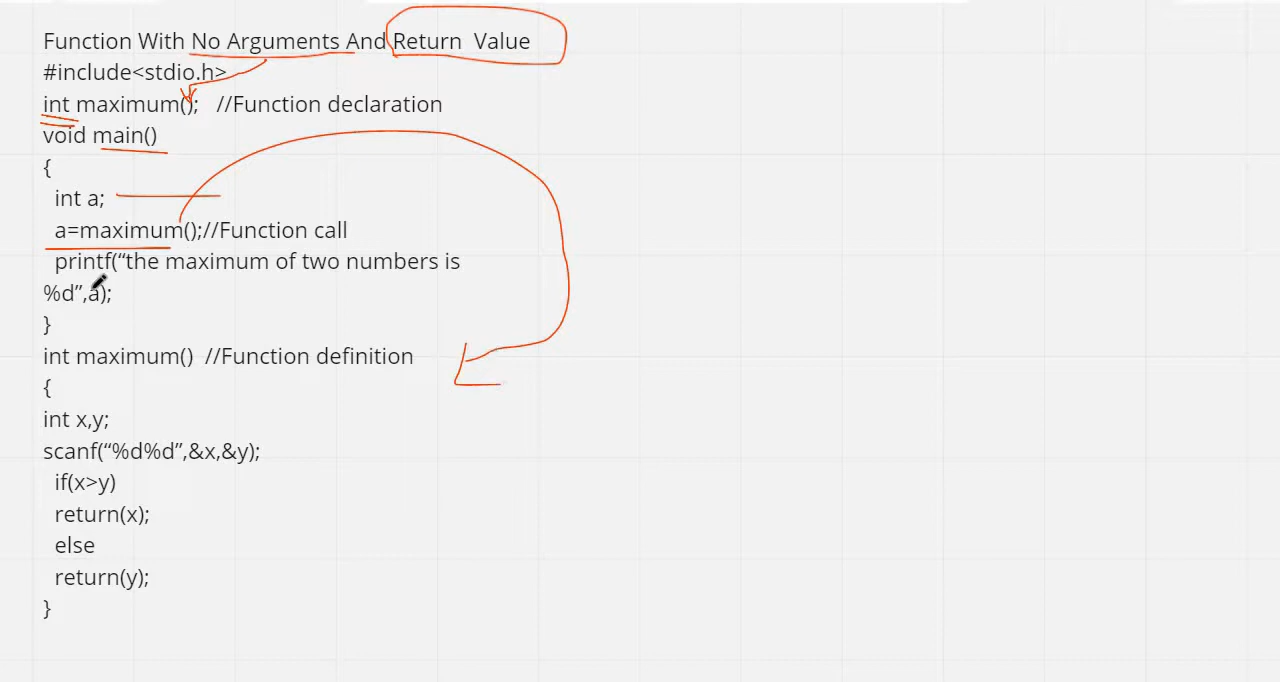 Function With No Arguments And Return Value
#include<stdio.h>
int maximum(); //Function declaration
void main()
{
int a;
a=maximum();//Function call
printf(“the maximum of two numbers is
%d”,a);
}
int maximum() //Function definition
{
int x,y;
scanf(“%d%d”,&x,&y);
if(x>y)
return(x);
else
return(y);
}